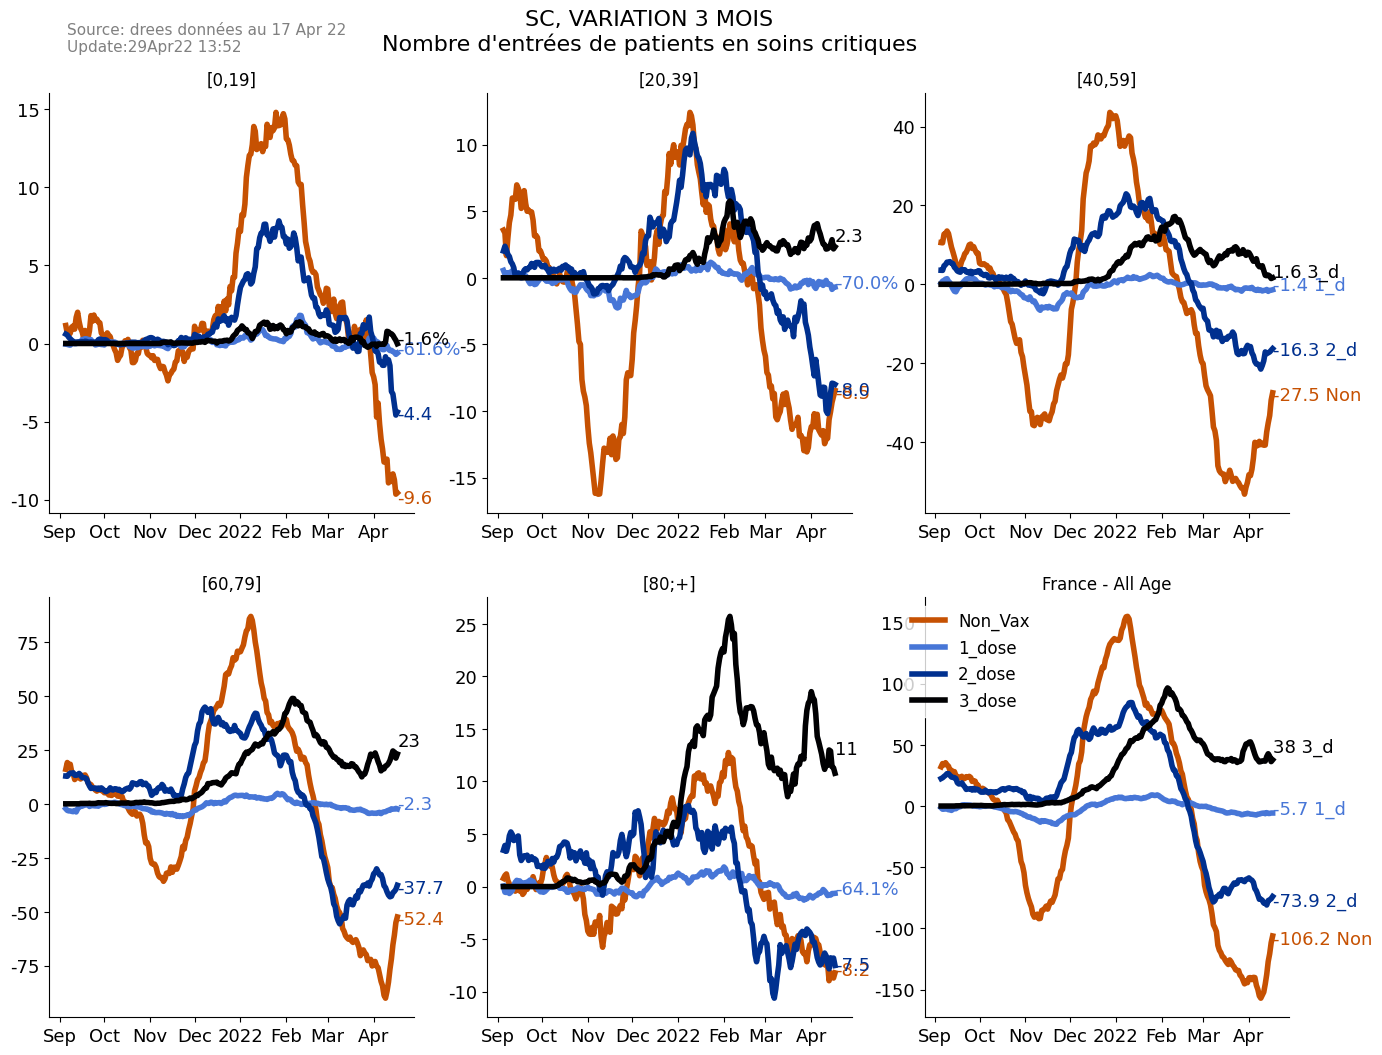 SC, VARIATION 3 MOIS
Source: drees données au 17 Apr 22
Nombre d'entrées de patients en soins critiques
Update:29Apr22 13:52
[0,19]
15
10
5
0
-5
-10
-1.6%
-61.6%
-4.4
-9.6
Sep Oct Nov Dec 2022 Feb Mar Apr
[20,39]
10
5
0
-5
-10
-15
2.3
-70.0%
-8.0
-8.5
Sep Oct Nov Dec 2022 Feb Mar Apr
[40,59]
40
20
0
-20
-40
1.6 3_d
-1.4 1_d
-16.3 2_d
-27.5 Non
Sep Oct Nov Dec 2022 Feb Mar Apr
[60,79]
75
50
25
0
-25
-50
-75
23
-2.3
-37.7
-52.4
Sep Oct Nov Dec 2022 Feb Mar Apr
[80;+]
25
20
15
10
5
0
-5
-10
11
-64.1%
-7.5
-8.2
Sep Oct Nov Dec 2022 Feb Mar Apr
France - All Age
150
100
50
0
-50
-100
-150
Non_Vax
1_dose
2_dose
3_dose
38 3_d
-5.7 1_d
-73.9 2_d
-106.2 Non
Sep Oct Nov Dec 2022 Feb Mar Apr